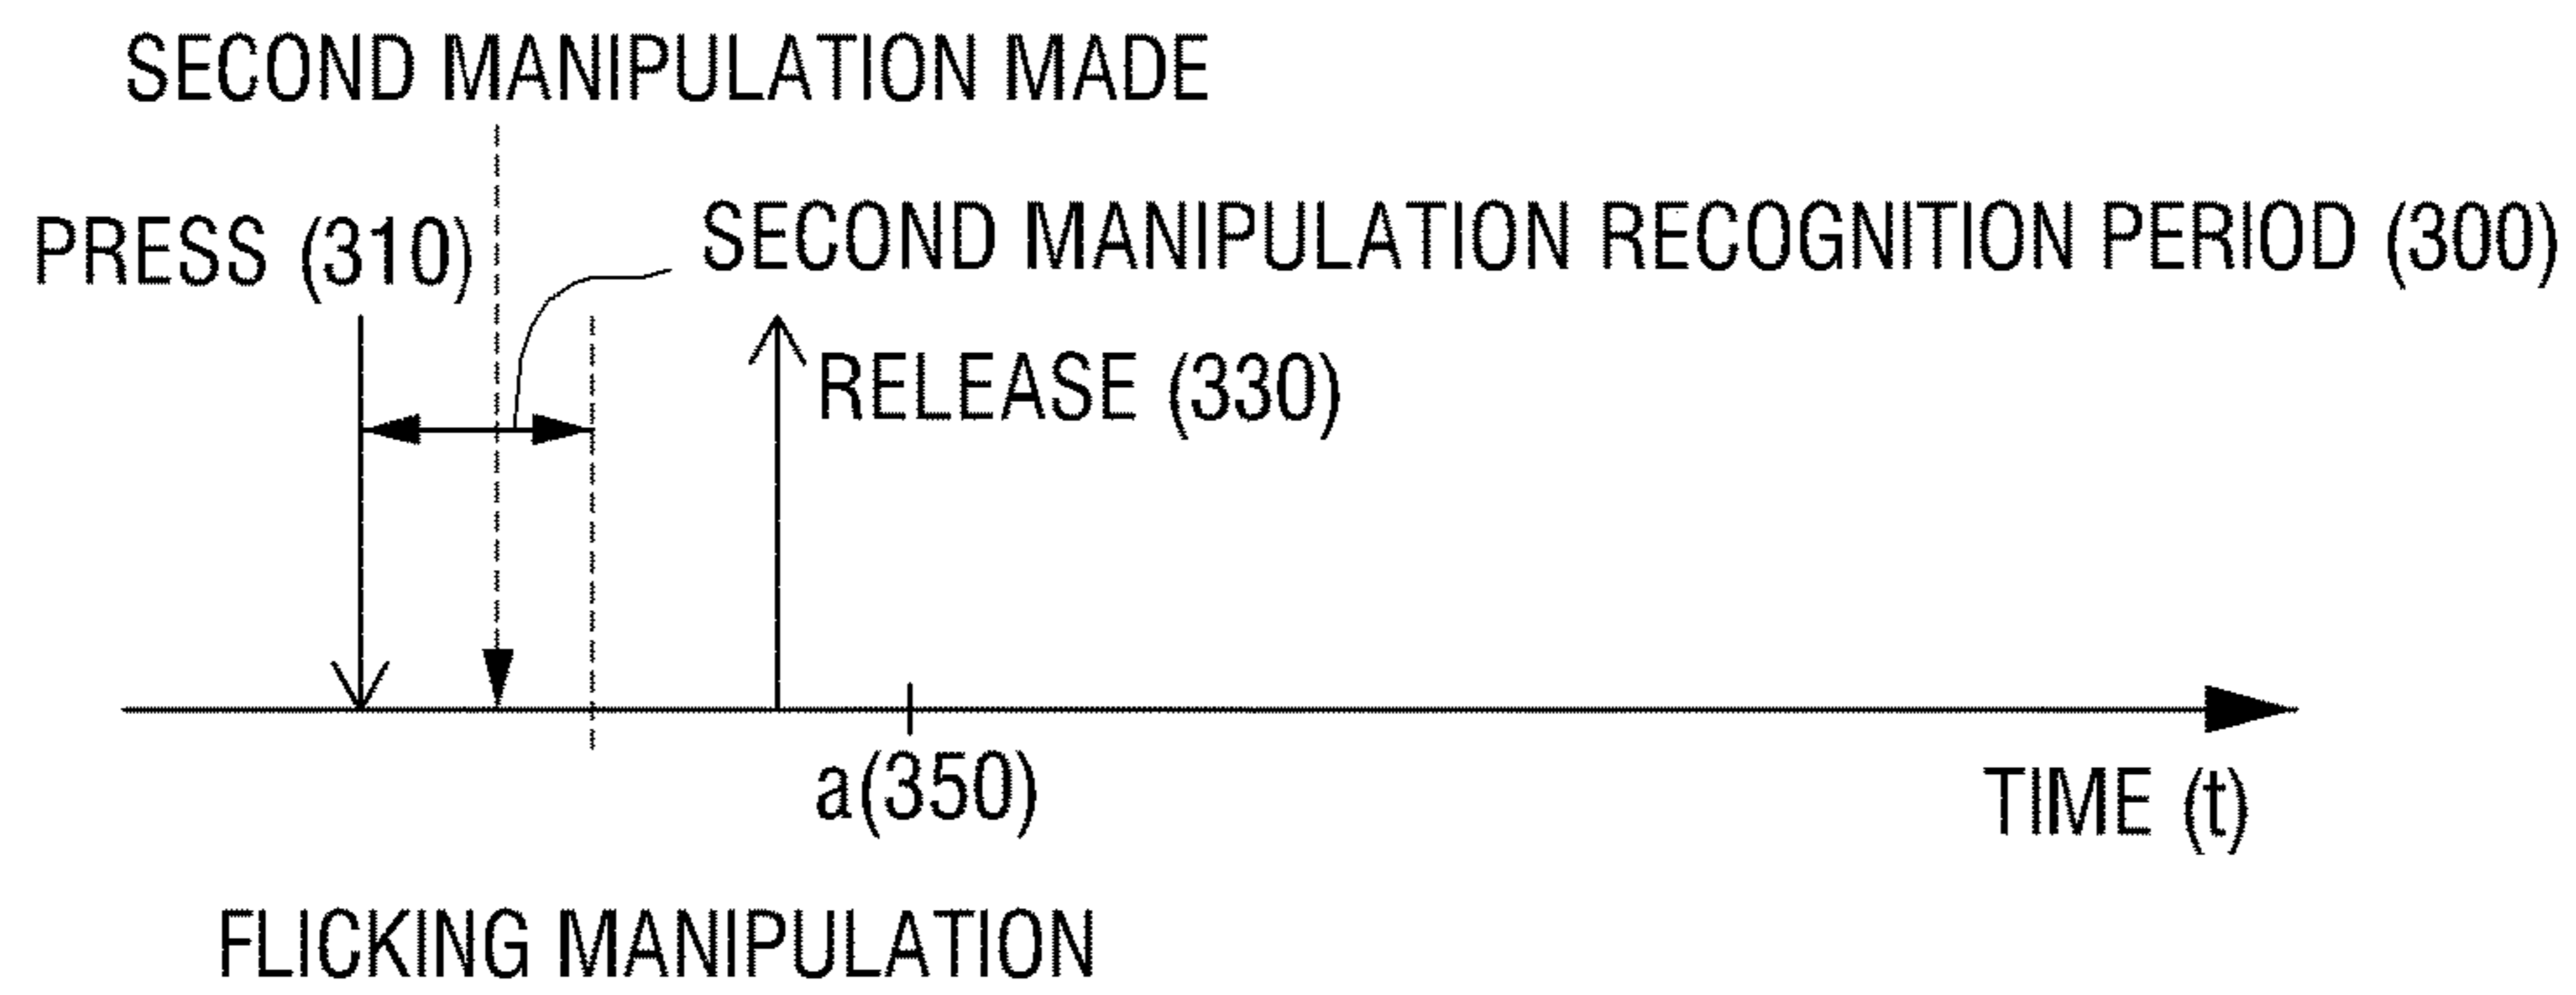 SECOND MANIPULATION MADE
PRESS (310)
SECOND MANIPULATION RECOGNITION PERIOD (300)
RELEASE (330)
a(350)
TIME (t)
FLICKING MANIPULATION